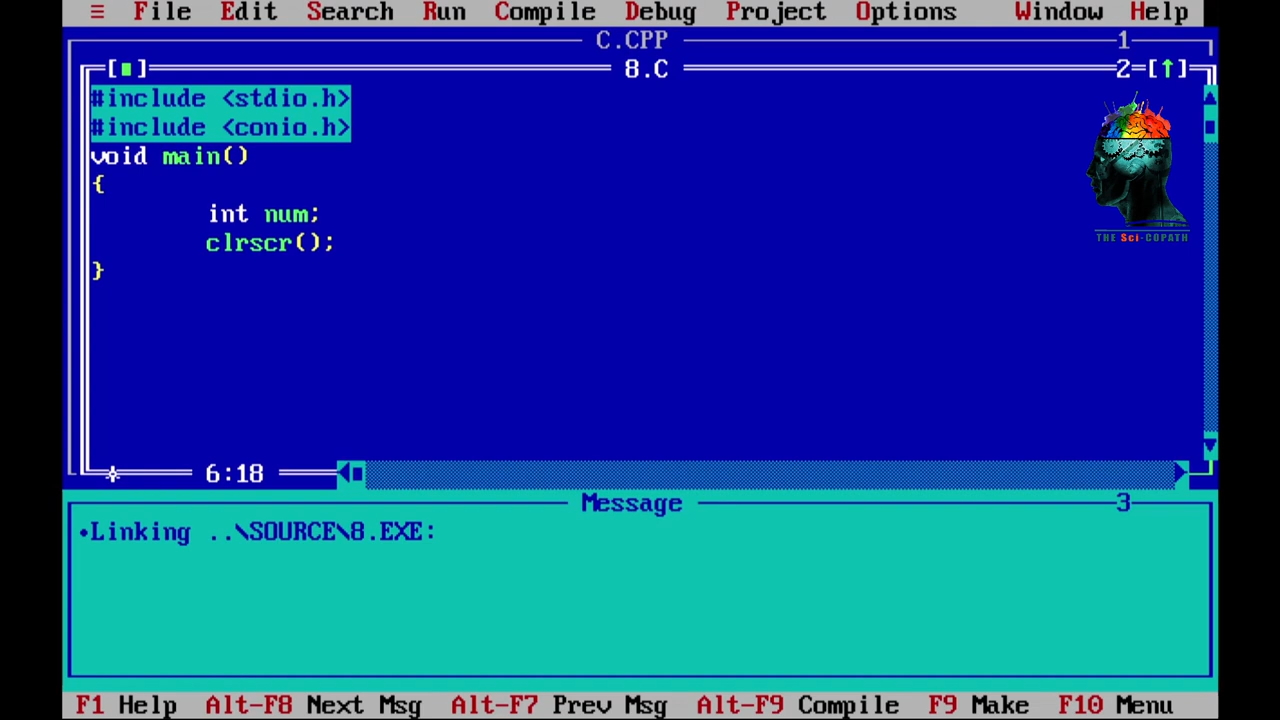 ≡ File Edit Search Run Compile Debug Project Options Window Help
C.CPP 1
[■] 8.C 2=[↑]
#include <stdio.h>
#include <conio.h>
void main()
{
int num;
clrscr();
}
THE Sci-COPATH
6:18
Message 3
•Linking ..\SOURCE\8.EXE:
F1 Help Alt-F8 Next Msg Alt-F7 Prev Msg Alt-F9 Compile F9 Make F10 Menu